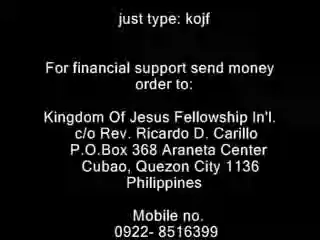 just type: kojf
For financial support send money
order to:
Kingdom Of Jesus Fellowship In'l.
c/o Rev. Ricardo D. Carillo
P.O.Box 368 Araneta Center
Cubao, Quezon City 1136
Philippines
Mobile no.
0922- 8516399